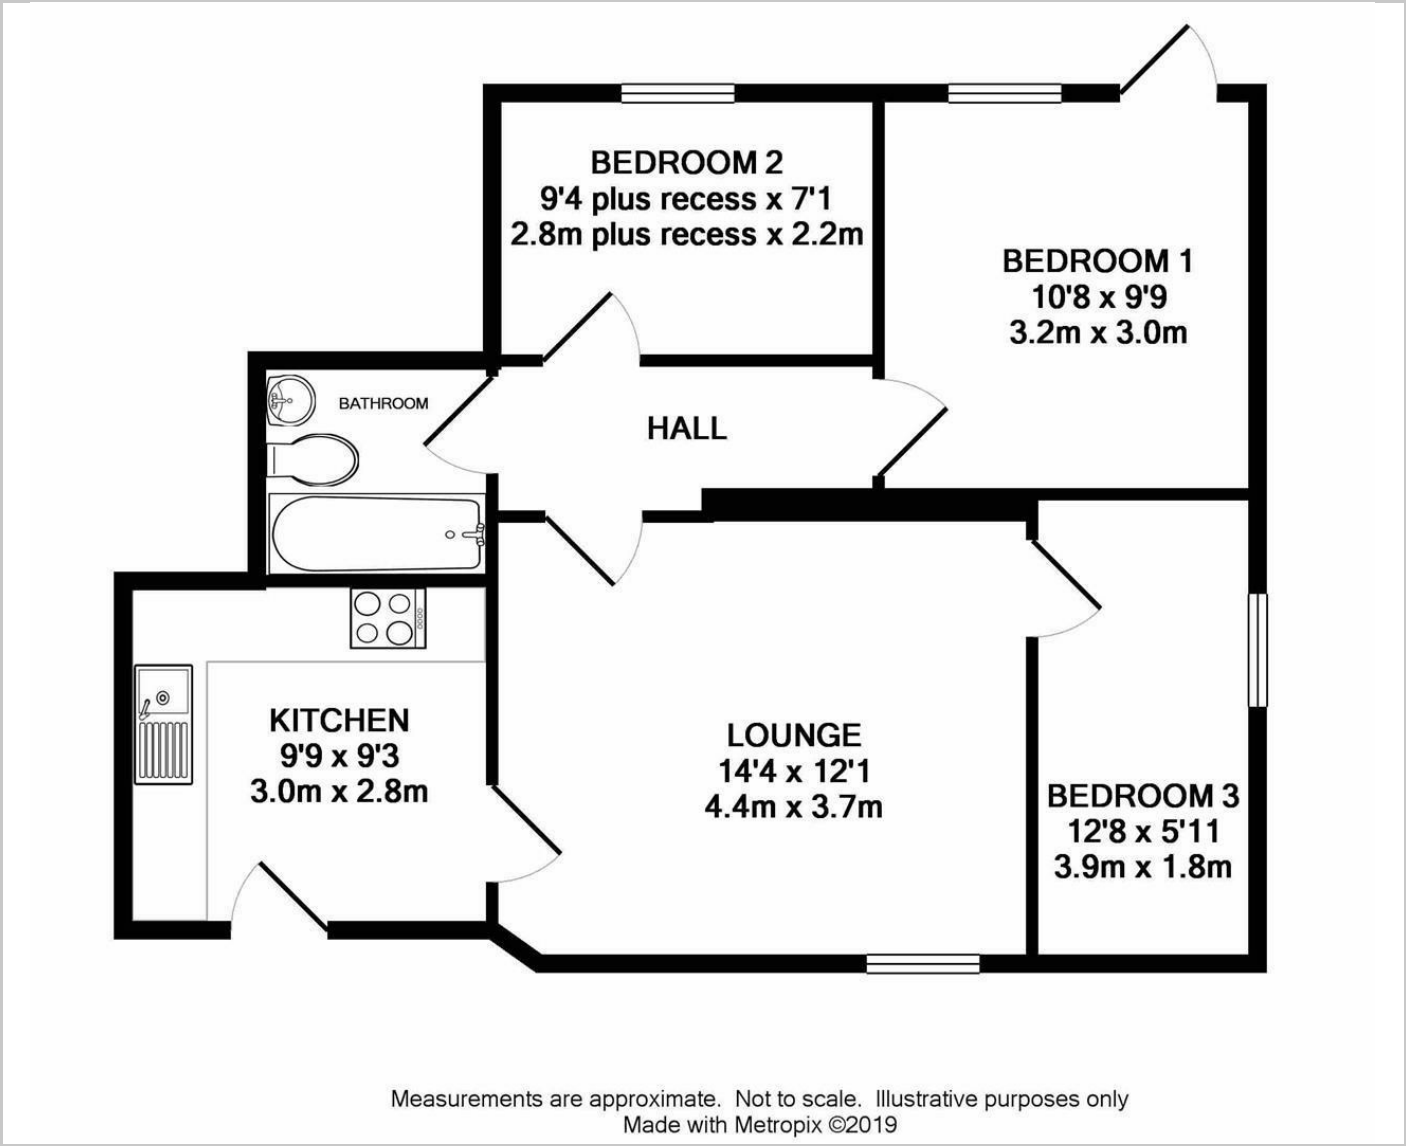 BEDROOM 2
9'4 plus recess x 7'1
2.8m plus recess x 2.2m
BEDROOM 1
10'8 x 9'9
3.2m x 3.0m
BATHROOM
HALL
KITCHEN
9'9 x 9'3
3.0m x 2.8m
LOUNGE
14'4 x 12'1
4.4m x 3.7m
BEDROOM 3
12'8 x 5'11
3.9m x 1.8m
Measurements are approximate.  Not to scale.  Illustrative purposes only
Made with Metropix ©2019